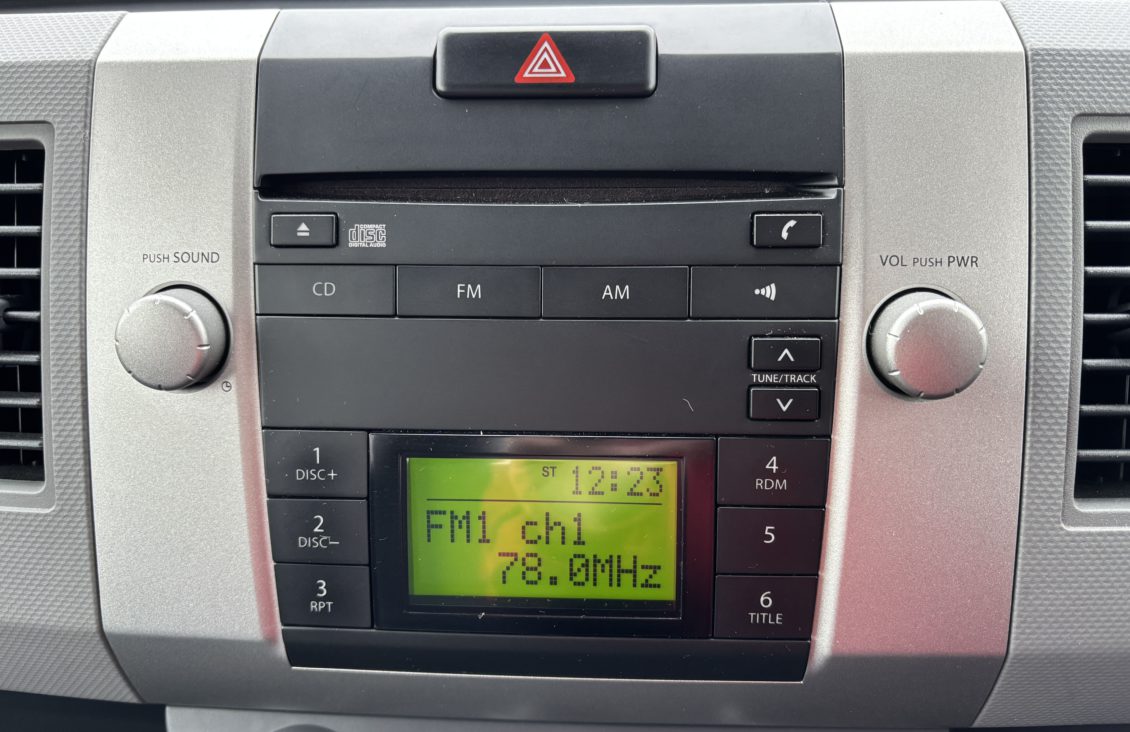 COMPACT
disc
DIGITAL AUDIO
PUSH SOUND
VOL PUSH PWR
CD
FM
AM
TUNE/TRACK
1
DISC+
2
DISC−
3
RPT
ST 12:23
FM1 ch1
78.0MHz
4
RDM
5
6
TITLE